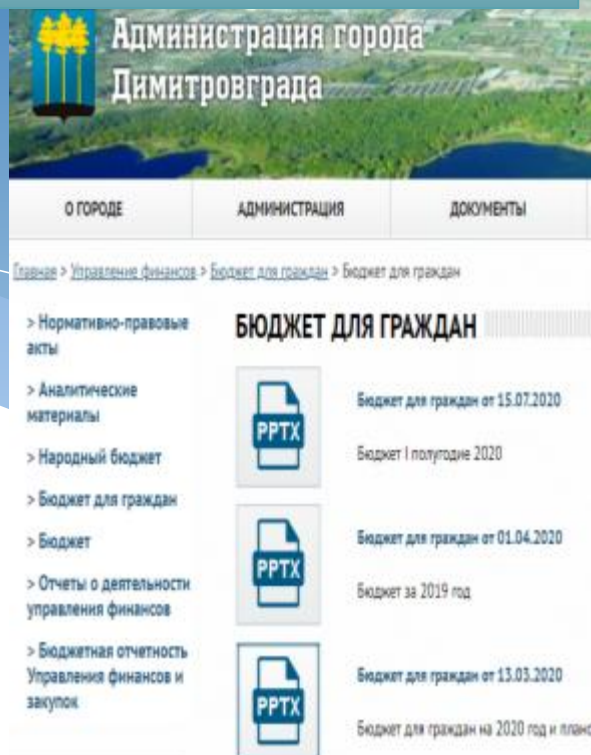 Администрация города
Димитровграда
О ГОРОДЕ
АДМИНИСТРАЦИЯ
ДОКУМЕНТЫ
Главная > Управление финансов > Бюджет для граждан > Бюджет для граждан
> Нормативно-правовые
акты
> Аналитические
материалы
> Народный бюджет
> Бюджет для граждан
> Бюджет
> Отчеты о деятельности
управления финансов
> Бюджетная отчетность
Управления финансов и
закупок
БЮДЖЕТ ДЛЯ ГРАЖДАН
PPTX
Бюджет для граждан от 15.07.2020
Бюджет I полугодие 2020
PPTX
Бюджет для граждан от 01.04.2020
Бюджет за 2019 год
PPTX
Бюджет для граждан от 13.03.2020
Бюджет для граждан на 2020 год и